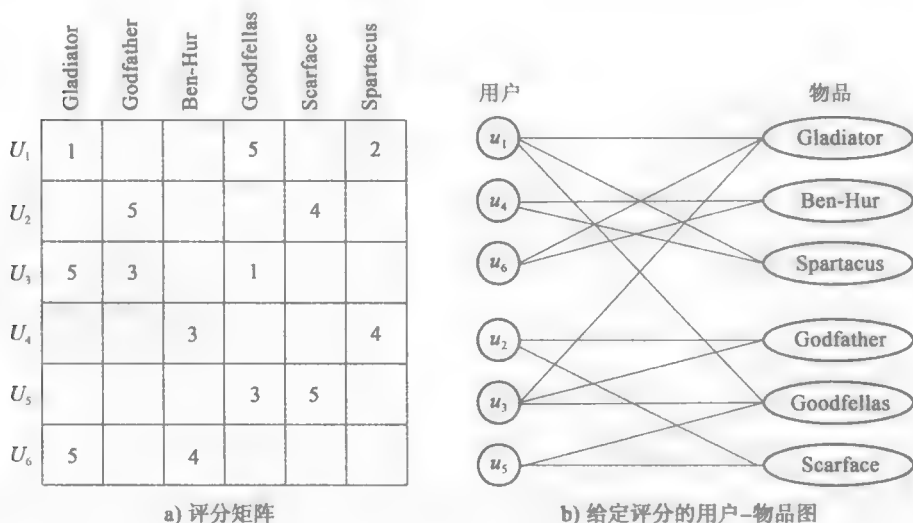 Gladiator Godfather Ben-Hur Goodfellas Scarface Spartacus
U₁ 1 5 2
U₂ 5 4
U₃ 5 3 1
U₄ 3 4
U₅ 3 5
U₆ 5 4
a) 评分矩阵
用户 物品
u₁ Gladiator
u₄ Ben-Hur
u₆ Spartacus
u₂ Godfather
u₃ Goodfellas
u₅ Scarface
b) 给定评分的用户–物品图